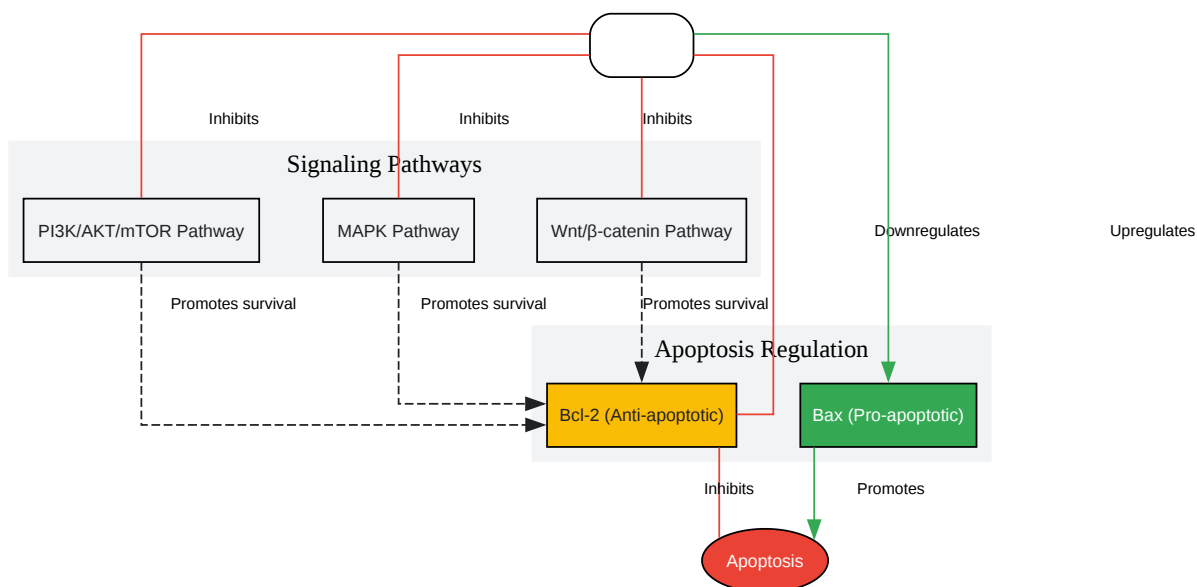 Inhibits
Inhibits
Inhibits
Signaling Pathways
PI3K/AKT/mTOR Pathway
MAPK Pathway
Wnt/β-catenin Pathway
Downregulates
Upregulates
Promotes survival
Promotes survival
Promotes survival
Apoptosis Regulation
Bcl-2 (Anti-apoptotic)
Bax (Pro-apoptotic)
Inhibits
Promotes
Apoptosis